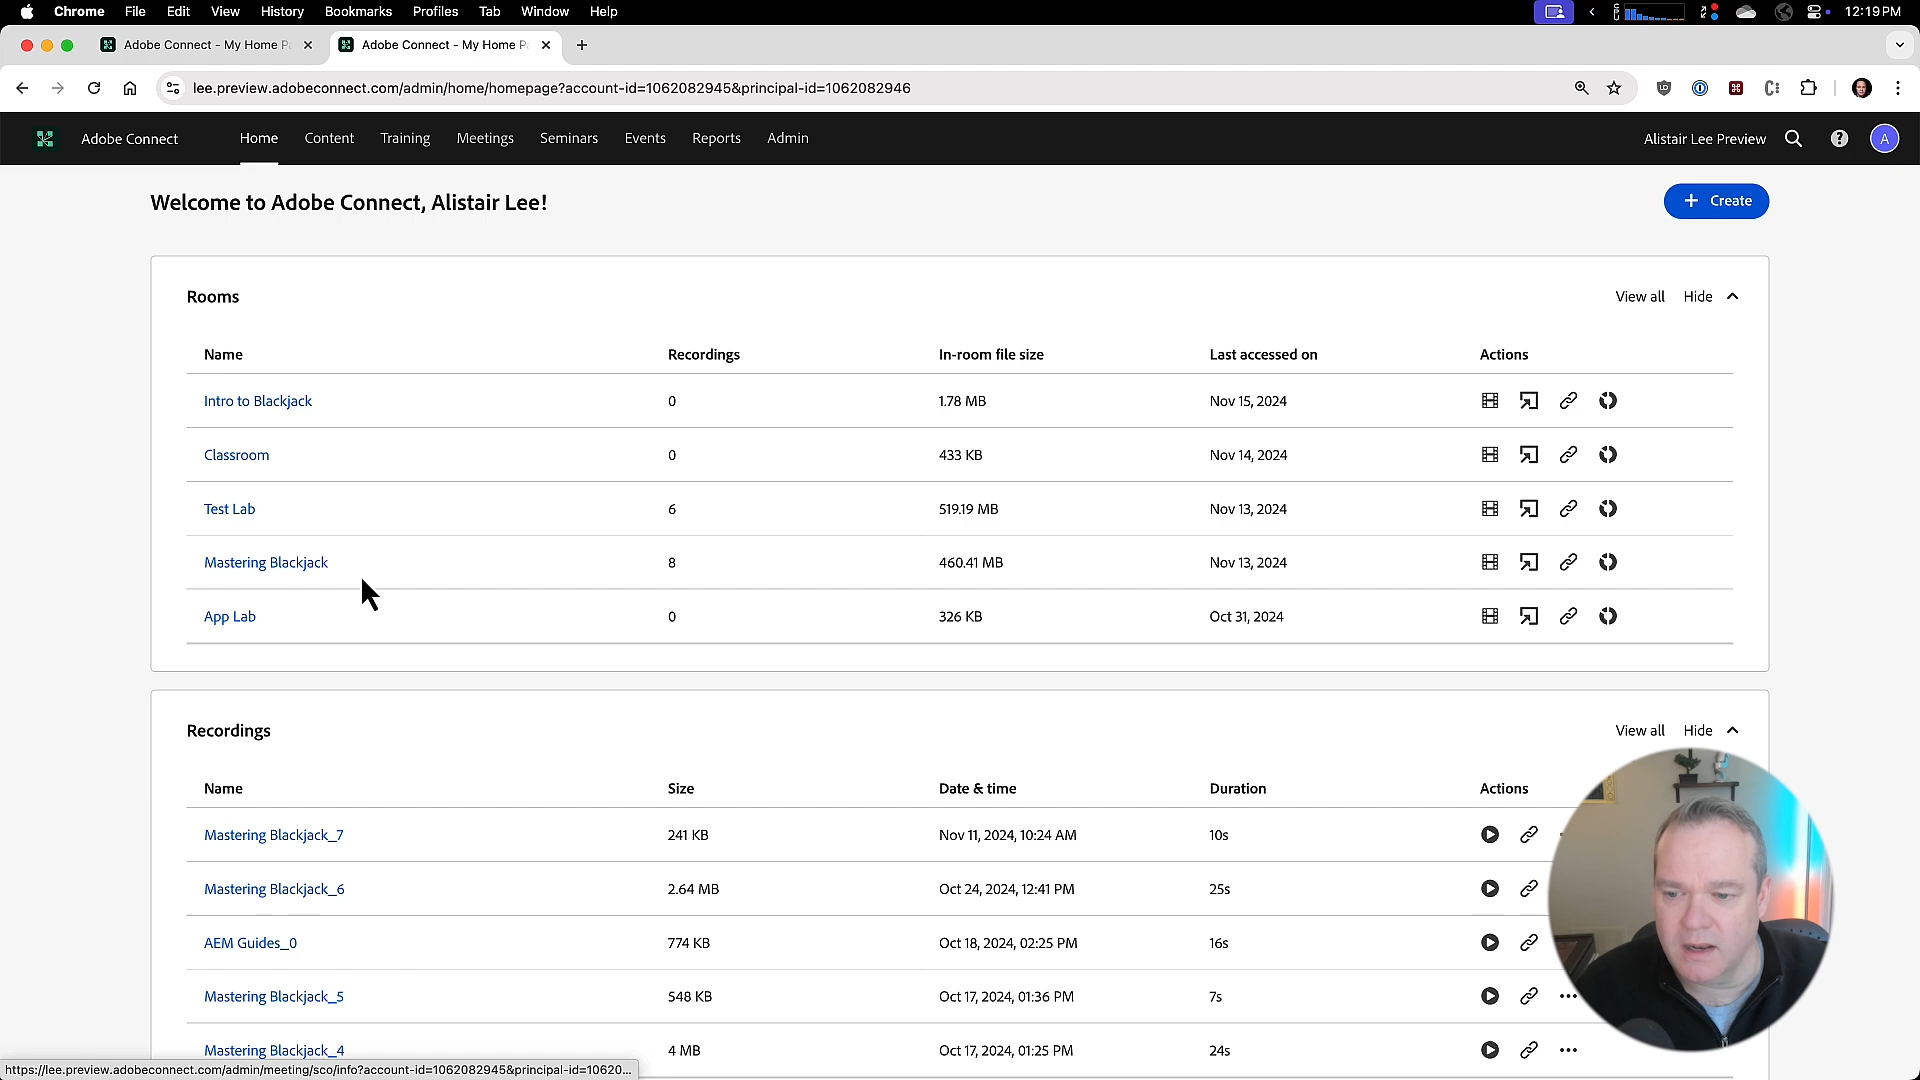 Chrome File Edit View History Bookmarks Profiles Tab Window Help 12:19 PM
Adobe Connect - My Home P
Adobe Connect - My Home P
lee.preview.adobeconnect.com/admin/home/homepage?account-id=1062082945&principal-id=1062082946
Adobe Connect Home Content Training Meetings Seminars Events Reports Admin Alistair Lee Preview A
Welcome to Adobe Connect, Alistair Lee!
+ Create
Rooms View all Hide
Name Recordings In-room file size Last accessed on Actions
Intro to Blackjack 0 1.78 MB Nov 15, 2024
Classroom 0 433 KB Nov 14, 2024
Test Lab 6 519.19 MB Nov 13, 2024
Mastering Blackjack 8 460.41 MB Nov 13, 2024
App Lab 0 326 KB Oct 31, 2024
Recordings View all Hide
Name Size Date & time Duration Actions
Mastering Blackjack_7 241 KB Nov 11, 2024, 10:24 AM 10s
Mastering Blackjack_6 2.64 MB Oct 24, 2024, 12:41 PM 25s
AEM Guides_0 774 KB Oct 18, 2024, 02:25 PM 16s
Mastering Blackjack_5 548 KB Oct 17, 2024, 01:36 PM 7s
Mastering Blackjack_4 4 MB Oct 17, 2024, 01:25 PM 24s
https://lee.preview.adobeconnect.com/admin/meeting/sco/info?account-id=1062082945&principal-id=10620...